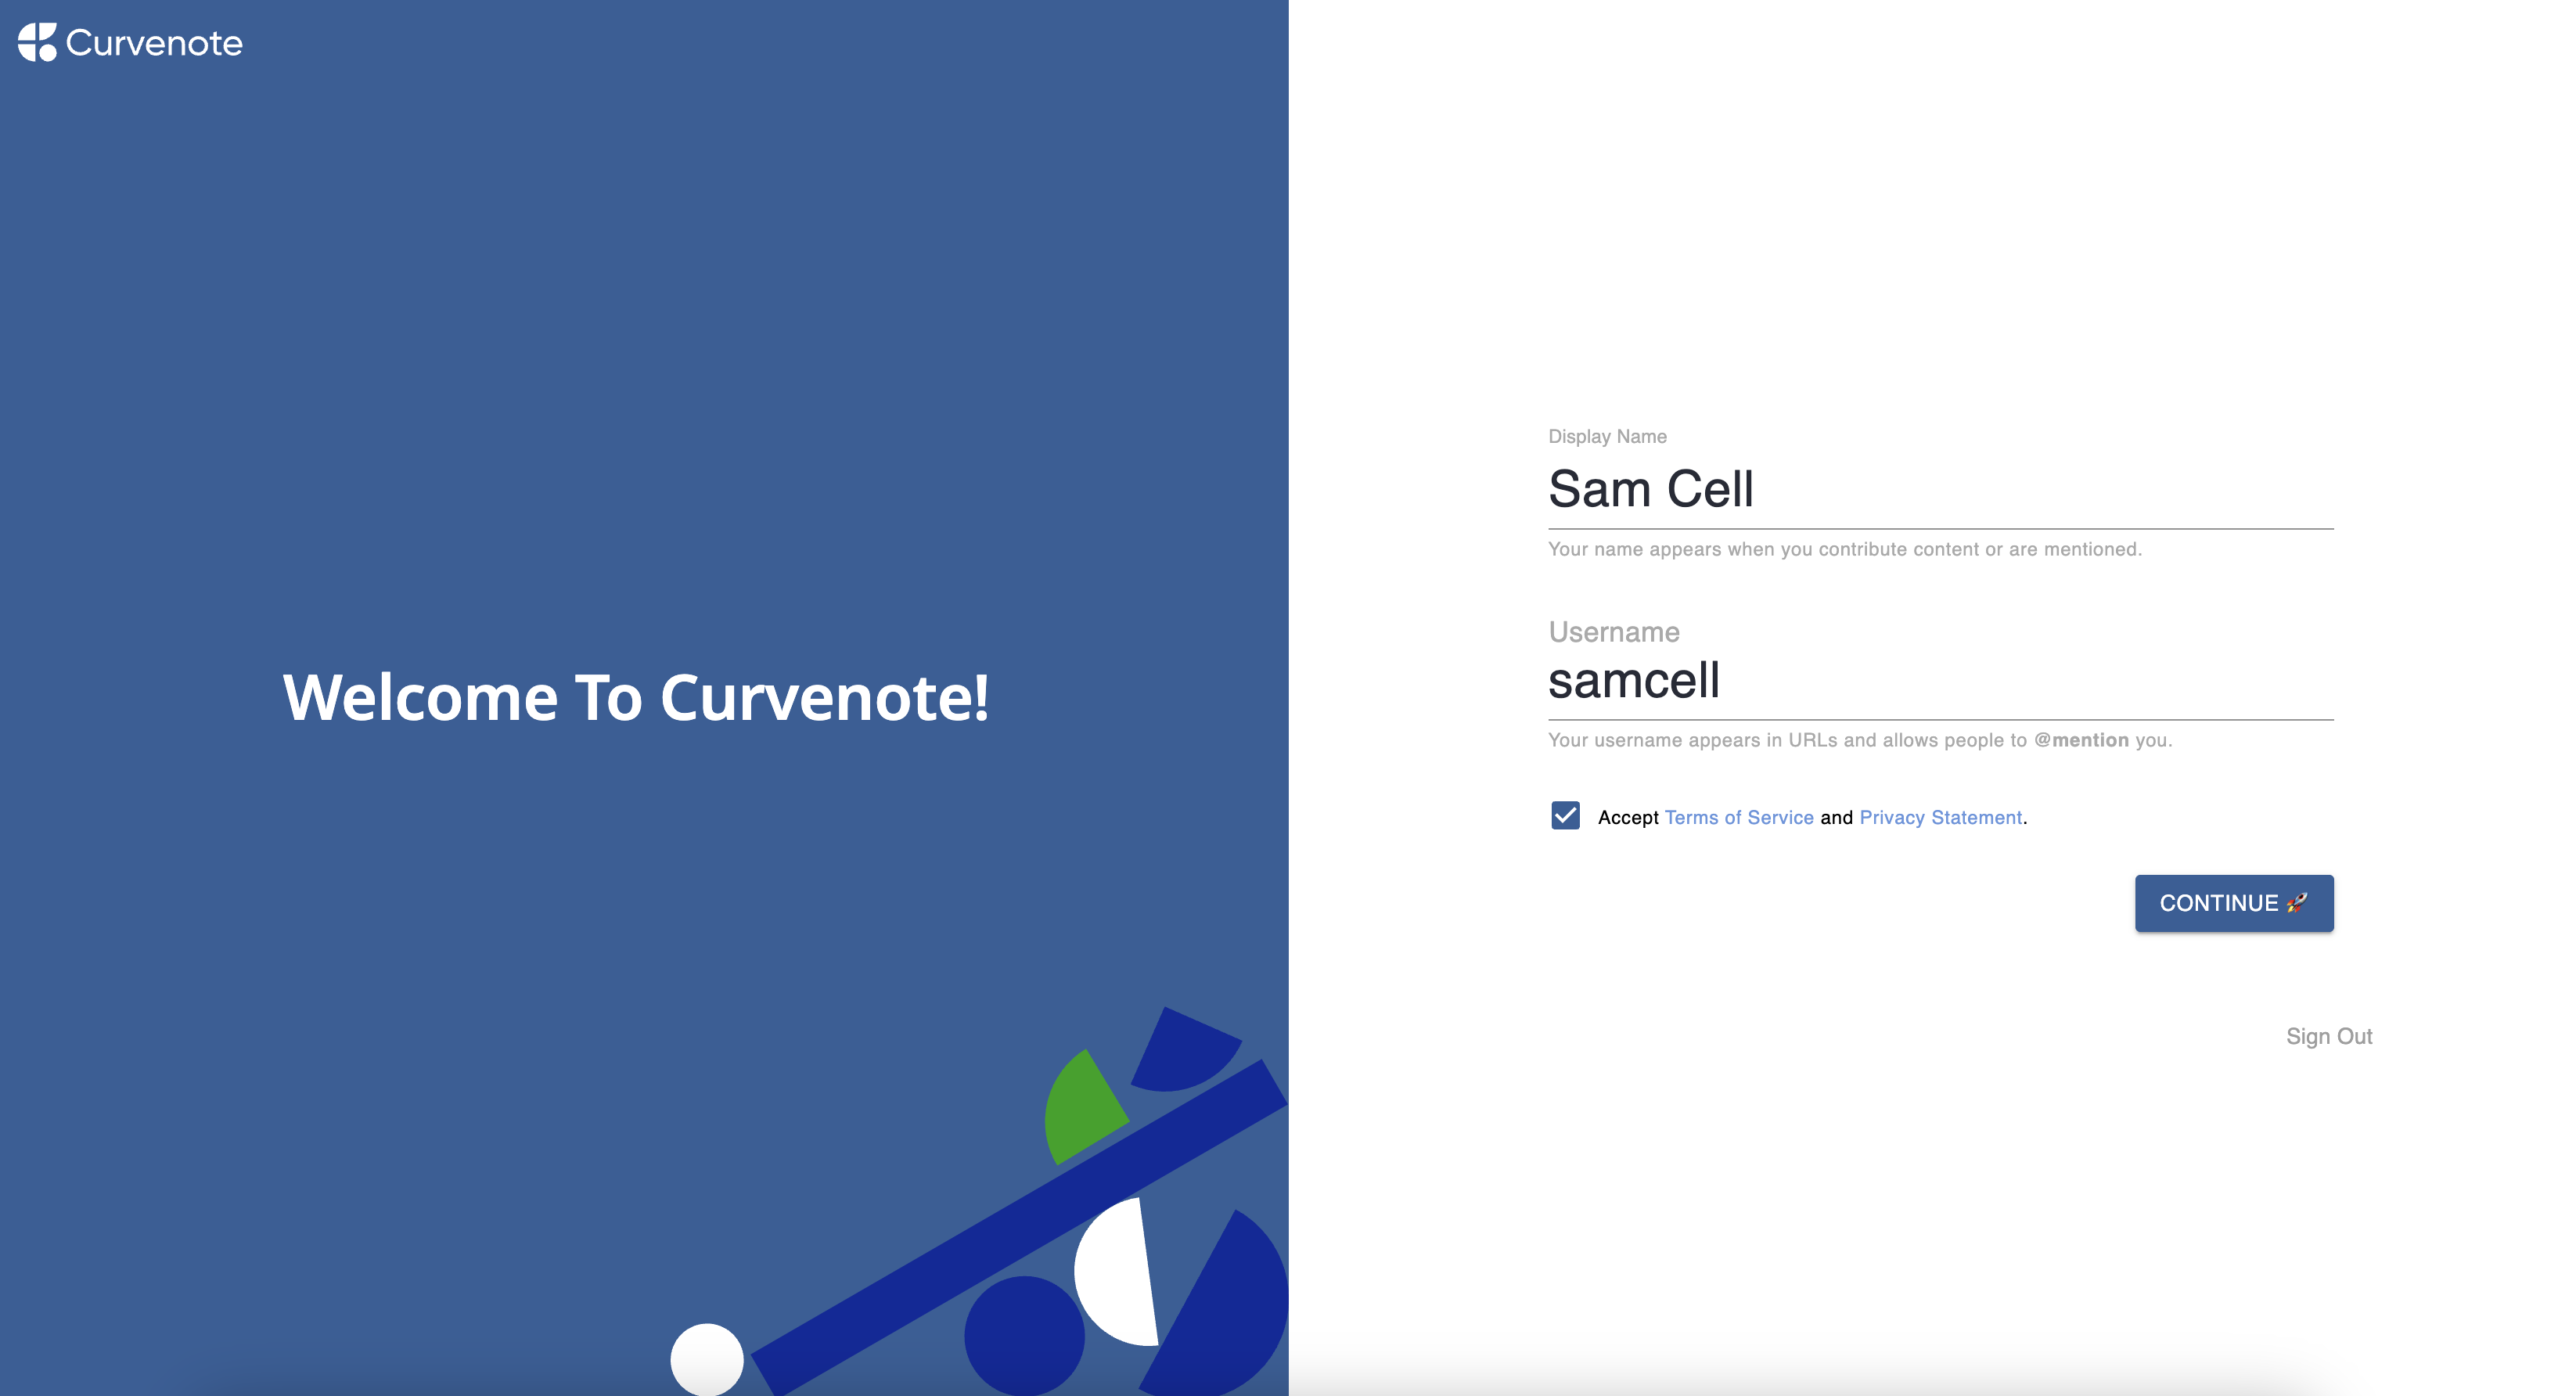 Curvenote
Welcome To Curvenote!
Display Name
Sam Cell
Your name appears when you contribute content or are mentioned.
Username
samcell
Your username appears in URLs and allows people to @mention you.
Accept Terms of Service and Privacy Statement.
CONTINUE 🚀
Sign Out